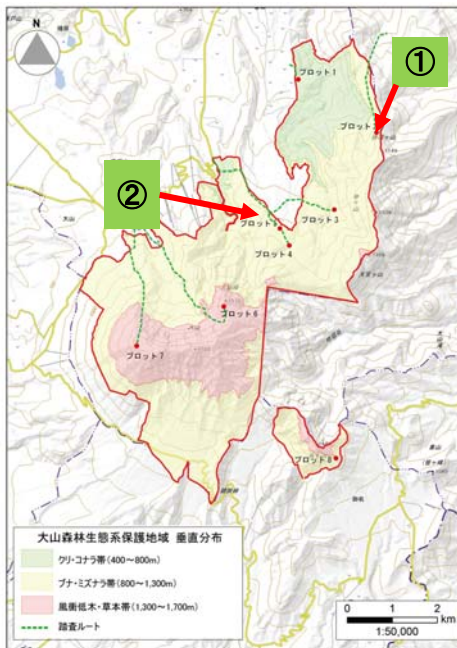 N
①
プロット1
プロット2
②
大山
プロット3
プロット5
プロット4
プロット6
大山
プロット7
プロット8
大山森林生態系保護地域 垂直分布
クリ・コナラ帯(400~800m)
ブナ・ミズナラ帯(800~1,300m)
風衝低木・草本帯(1,300~1,700m)
踏査ルート
0 1 2
km
1:50,000